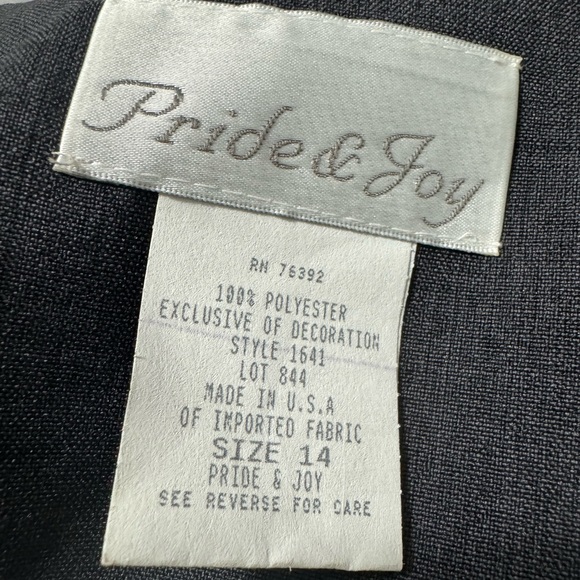 Pride & Joy
RN 76392
100% POLYESTER
EXCLUSIVE OF DECORATION
STYLE 1641
LOT 844
MADE IN U.S.A
OF IMPORTED FABRIC
SIZE 14
PRIDE & JOY
SEE REVERSE FOR CARE